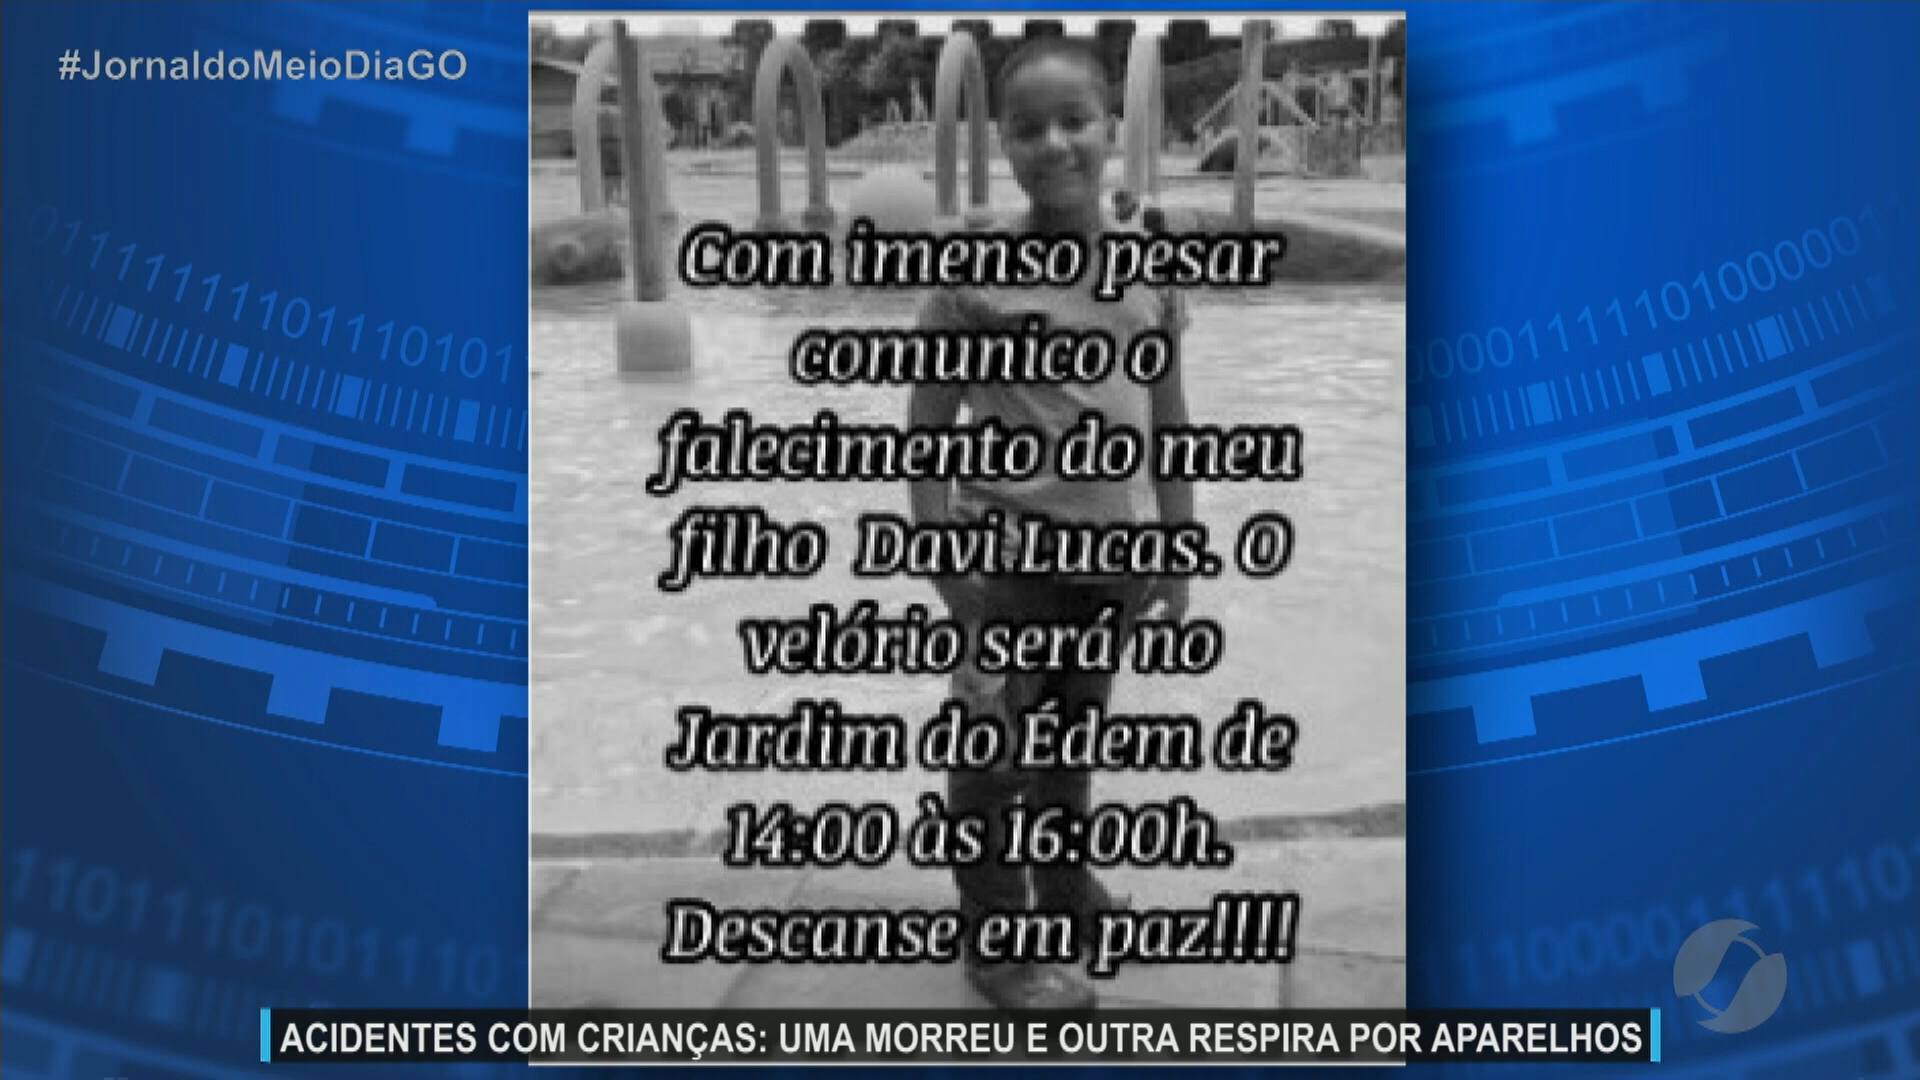 #JornaldoMeioDiaGO
Com imenso pesar
comunico o
falecimento do meu
filho Davi Lucas. O
velório será no
Jardim do Édem de
14:00 às 16:00h.
Descanse em paz!!!!
ACIDENTES COM CRIANÇAS: UMA MORREU E OUTRA RESPIRA POR APARELHOS